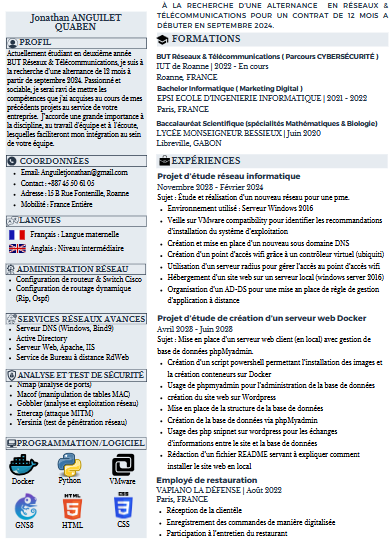 Jonathan ANGUILET
QUABEN
PROFIL
Actuellement étudiant en deuxième année
BUT Réseaux & Télécommunications, je suis à
la recherche d'une alternance de 12 mois à
partir de septembre 2024. Passionné et
sociable, je serai ravi de mettre les
compétences que j'ai acquises au cours de mes
précédents projets au service de votre
entreprise. J'accorde une grande importance à
la discipline, au travail d'équipe et à l'écoute,
lesquelles faciliteront mon intégration au sein
de votre équipe.
COORDONNÉES
Email: Anguiletjonathan@gmail.com
Contact : +887 45 50 61 05
Adresse : 15 B Rue Fontenille, Roanne
Mobilité : France Entière
LANGUES
Français : Langue maternelle
Anglais : Niveau intermédiaire
ADMINISTRATION RÉSEAU
Configuration de routeur & Switch Cisco
Configuration de routage dynamique
(Rip, Ospf)
SERVICES RÉSEAUX AVANCES
Serveur DNS (Windows, Bind9)
Active Directory
Serveur Web, Apache, IIS
Service de Bureau à distance RdWeb
ANALYSE ET TEST DE SÉCURITÉ
Nmap (analyse de ports)
Macof (manipulation de tables MAC)
Gobbler (analyse et exploitation réseau)
Ettercap (attaque MITM)
Yersinia (test de pénétration réseau)
PROGRAMMATION/LOGICIEL
Docker
Python
VMware
GNS3
HTML
CSS
À LA RECHERCHE D'UNE ALTERNANCE EN RÉSEAUX &
TÉLÉCOMMUNICATIONS POUR UN CONTRAT DE 12 MOIS A
DÉBUTER EN SEPTEMBRE 2024.
FORMATIONS
BUT Réseaux & Télécommunications ( Parcours CYBERSÉCURITÉ )
IUT de Roanne | 2022 - En cours
Roanne, FRANCE
Bachelor Informatique ( Marketing Digital )
EPSI ECOLE D'INGENIERIE INFORMATIQUE | 2021 - 2022
Paris, FRANCE
Baccalauréat Scientifique (spécialités Mathématiques & Biologie)
LYCÉE MONSEIGNEUR BESSIEUX | Juin 2020
Libreville, GABON
EXPÉRIENCES
Projet d'étude réseau informatique
Novembre 2023 - Février 2024
Sujet : Étude et réalisation d'un nouveau réseau pour une pme.
Environnement utilisé : Serveur Windows 2016
Veille sur VMware compatibility pour identifier les recommandations
d'installation du système d'exploitation
Création et mise en place d'un nouveau sous domaine DNS
Création d'un point d'accès wifi grâce à un contrôleur virtuel (ubiquiti)
Utilisation d'un serveur radius pour gérer l'accès au point d'accès wifi
Hébergement d'un site web sur un serveur local (windows server 2016)
Organisation d'un AD-DS pour une mise en place de règle de gestion
d'application à distance
Projet d'étude de création d'un serveur web Docker
Avril 2023 - Juin 2023
Sujet : Mise en place d'un serveur web client (en local) avec gestion de
base de données phpMyadmin.
Création d'un script powershell permettant l'installation des images et
la création conteneurs sur Docker
Usage de phpmyadmin pour l'administration de la base de données
création du site web sur Wordpress
Mise en place de la structure de la base de données
Création de la base de données via phpMyadmin
Usage des php snipnet sur wordpress pour les échanges
d'informations entre le site et la base de données
Rédaction d'un fichier README servant à expliquer comment
installer le site web en local
Employé de restauration
VAPIANO LA DÉFENSE | Août 2022
Paris, FRANCE
Réception de la clientèle
Enregistrement des commandes de manière digitalisée
Participation à l'entretien du restaurant